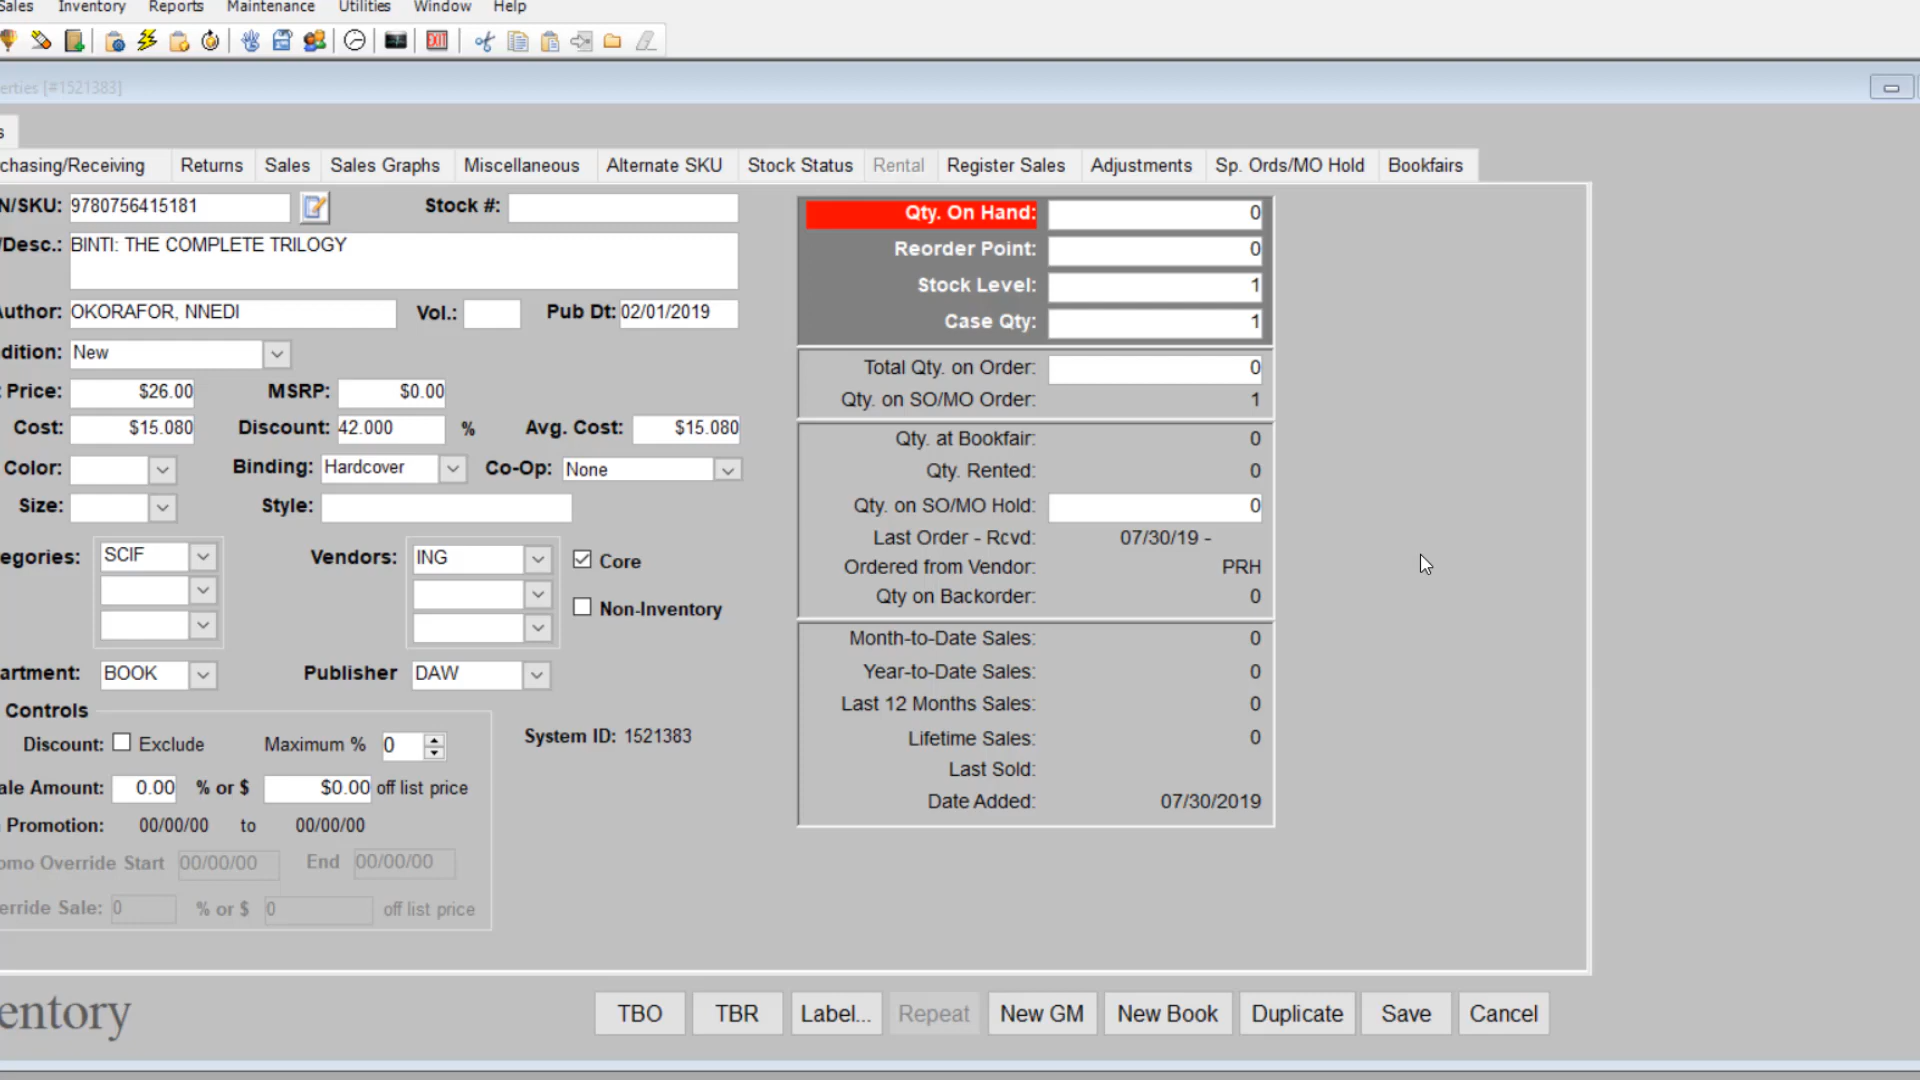 Sales Inventory Reports Maintenance Utilities Window Help
EXIT
erties [#1521383]
s
chasing/Receiving Returns Sales Sales Graphs Miscellaneous Alternate SKU Stock Status Rental Register Sales Adjustments Sp. Ords/MO Hold Bookfairs
N/SKU: 9780756415181 Stock #:
/Desc.: BINTI: THE COMPLETE TRILOGY
Author: OKORAFOR, NNEDI Vol.: Pub Dt: 02/01/2019
dition: New
t Price: $26.00 MSRP: $0.00
Cost: $15.080 Discount: 42.000 % Avg. Cost: $15.080
Color: Binding: Hardcover Co-Op: None
Size: Style:
egories: SCIF Vendors: ING Core
Non-Inventory
artment: BOOK Publisher DAW
Controls
Discount: Exclude Maximum % 0
System ID: 1521383
ale Amount: 0.00 % or $ $0.00 off list price
n Promotion: 00/00/00 to 00/00/00
omo Override Start 00/00/00 End 00/00/00
erride Sale: 0 % or $ 0 off list price
Qty. On Hand: 0
Reorder Point: 0
Stock Level: 1
Case Qty: 1
Total Qty. on Order: 0
Qty. on SO/MO Order: 1
Qty. at Bookfair: 0
Qty. Rented: 0
Qty. on SO/MO Hold: 0
Last Order - Rcvd: 07/30/19 -
Ordered from Vendor: PRH
Qty on Backorder: 0
Month-to-Date Sales: 0
Year-to-Date Sales: 0
Last 12 Months Sales: 0
Lifetime Sales: 0
Last Sold:
Date Added: 07/30/2019
entory
TBO TBR Label... Repeat New GM New Book Duplicate Save Cancel